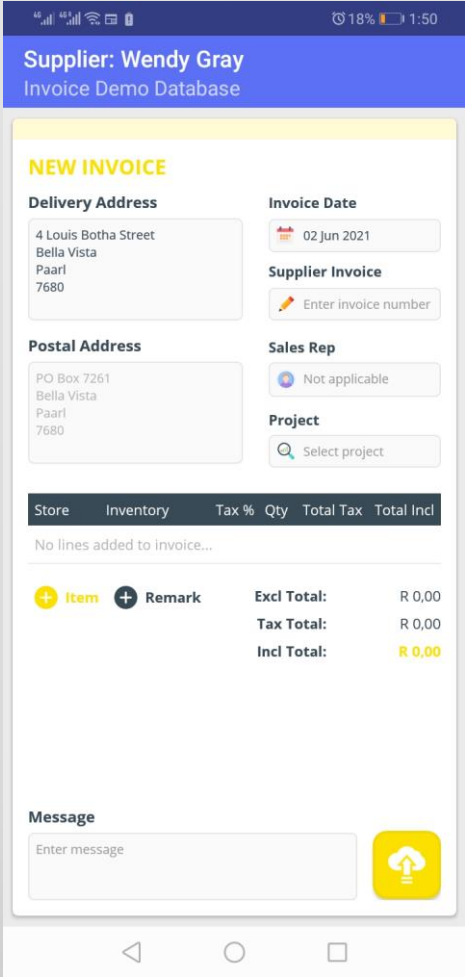 18% 1:50
Supplier: Wendy Gray
Invoice Demo Database
NEW INVOICE
Delivery Address
4 Louis Botha Street
Bella Vista
Paarl
7680
Invoice Date
02 Jun 2021
Supplier Invoice
Enter invoice number
Postal Address
PO Box 7261
Bella Vista
Paarl
7680
Sales Rep
Not applicable
Project
Select project
Store Inventory Tax % Qty Total Tax Total Incl
No lines added to invoice...
Item Remark
Excl Total: R 0,00
Tax Total: R 0,00
Incl Total: R 0,00
Message
Enter message